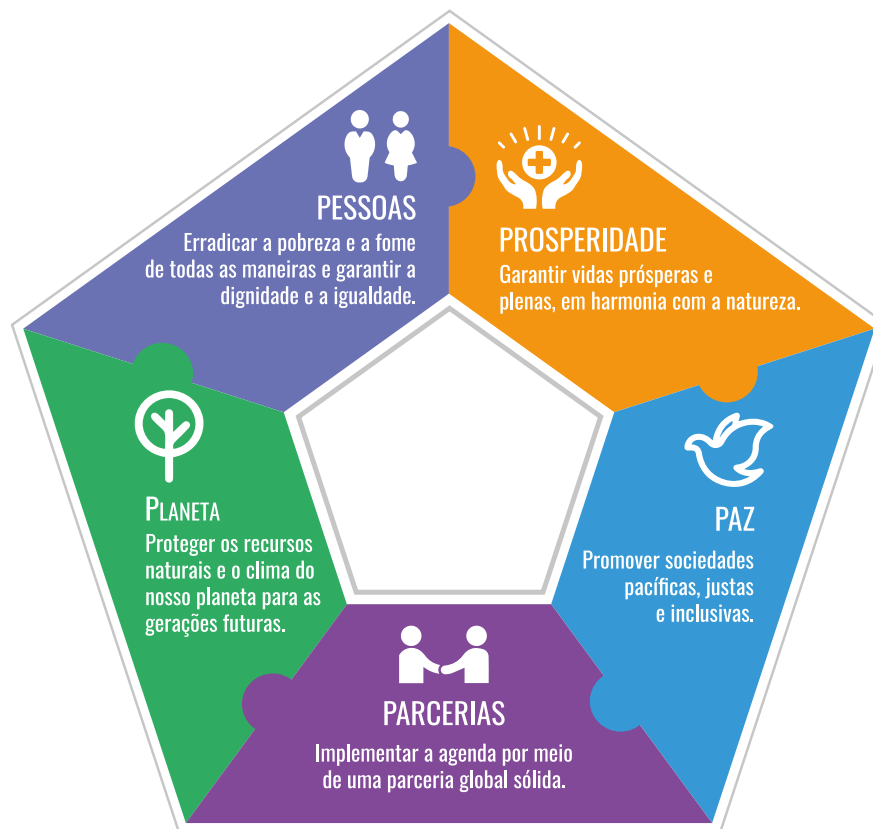 PESSOAS
Erradicar a pobreza e a fome
de todas as maneiras e garantir a
dignidade e a igualdade.
PROSPERIDADE
Garantir vidas prósperas e
plenas, em harmonia com a natureza.
PLANETA
Proteger os recursos
naturais e o clima do
nosso planeta para as
gerações futuras.
PAZ
Promover sociedades
pacíficas, justas
e inclusivas.
PARCERIAS
Implementar a agenda por meio
de uma parceria global sólida.